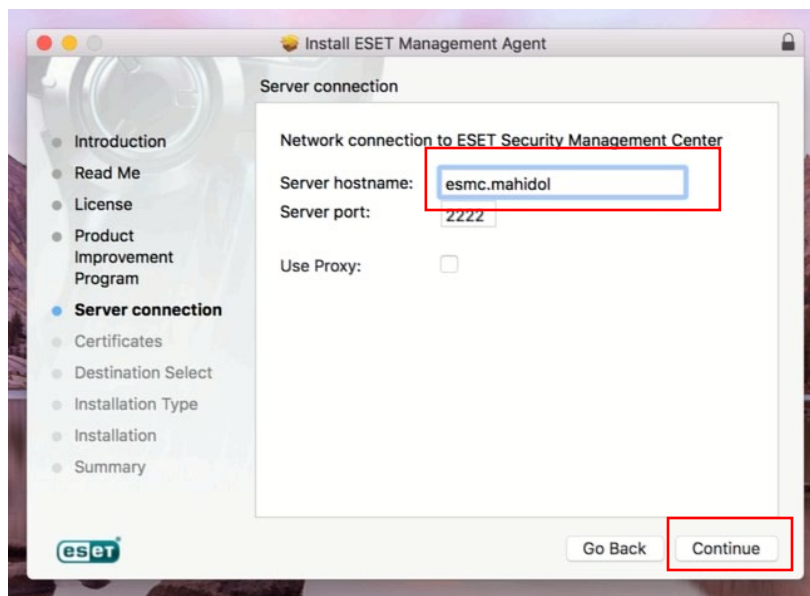 Install ESET Management Agent
Server connection
Introduction
Read Me
License
Product
Improvement
Program
Server connection
Certificates
Destination Select
Installation Type
Installation
Summary
Network connection to ESET Security Management Center
Server hostname: esmc.mahidol
Server port: 2222
Use Proxy:
eset
Go Back Continue